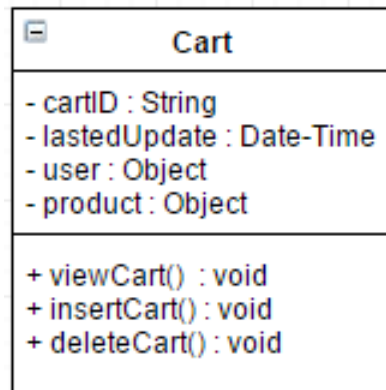 Cart
- cartID : String
- lastedUpdate : Date-Time
- user : Object
- product : Object
+ viewCart() : void
+ insertCart() : void
+ deleteCart() : void